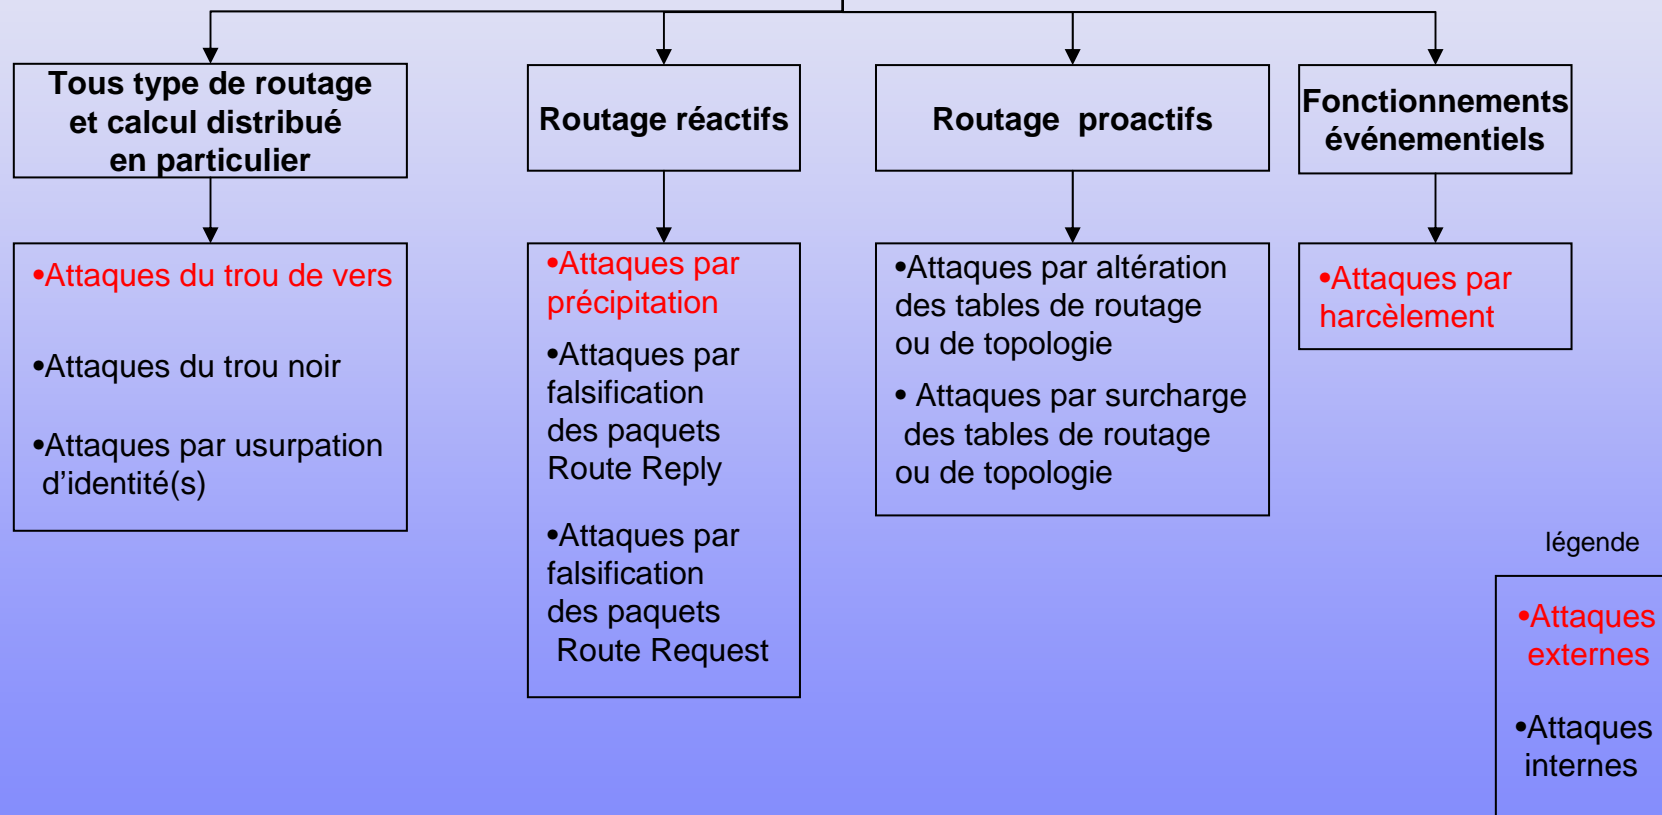 Tous type de routage
et calcul distribué
en particulier
Routage réactifs
Routage proactifs
Fonctionnements
événementiels
•Attaques du trou de vers
•Attaques du trou noir
•Attaques par usurpation
d’identité(s)
•Attaques par
précipitation
•Attaques par
falsification
des paquets
Route Reply
•Attaques par
falsification
des paquets
Route Request
•Attaques par altération
des tables de routage
ou de topologie
• Attaques par surcharge
des tables de routage
ou de topologie
•Attaques par
harcèlement
légende
•Attaques
externes
•Attaques
internes